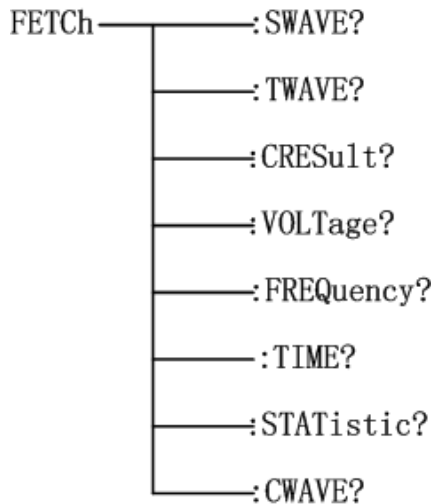 FETCh :SWAVE?
:TWAVE?
:CRESult?
:VOLTage?
:FREQuency?
:TIME?
:STATistic?
:CWAVE?